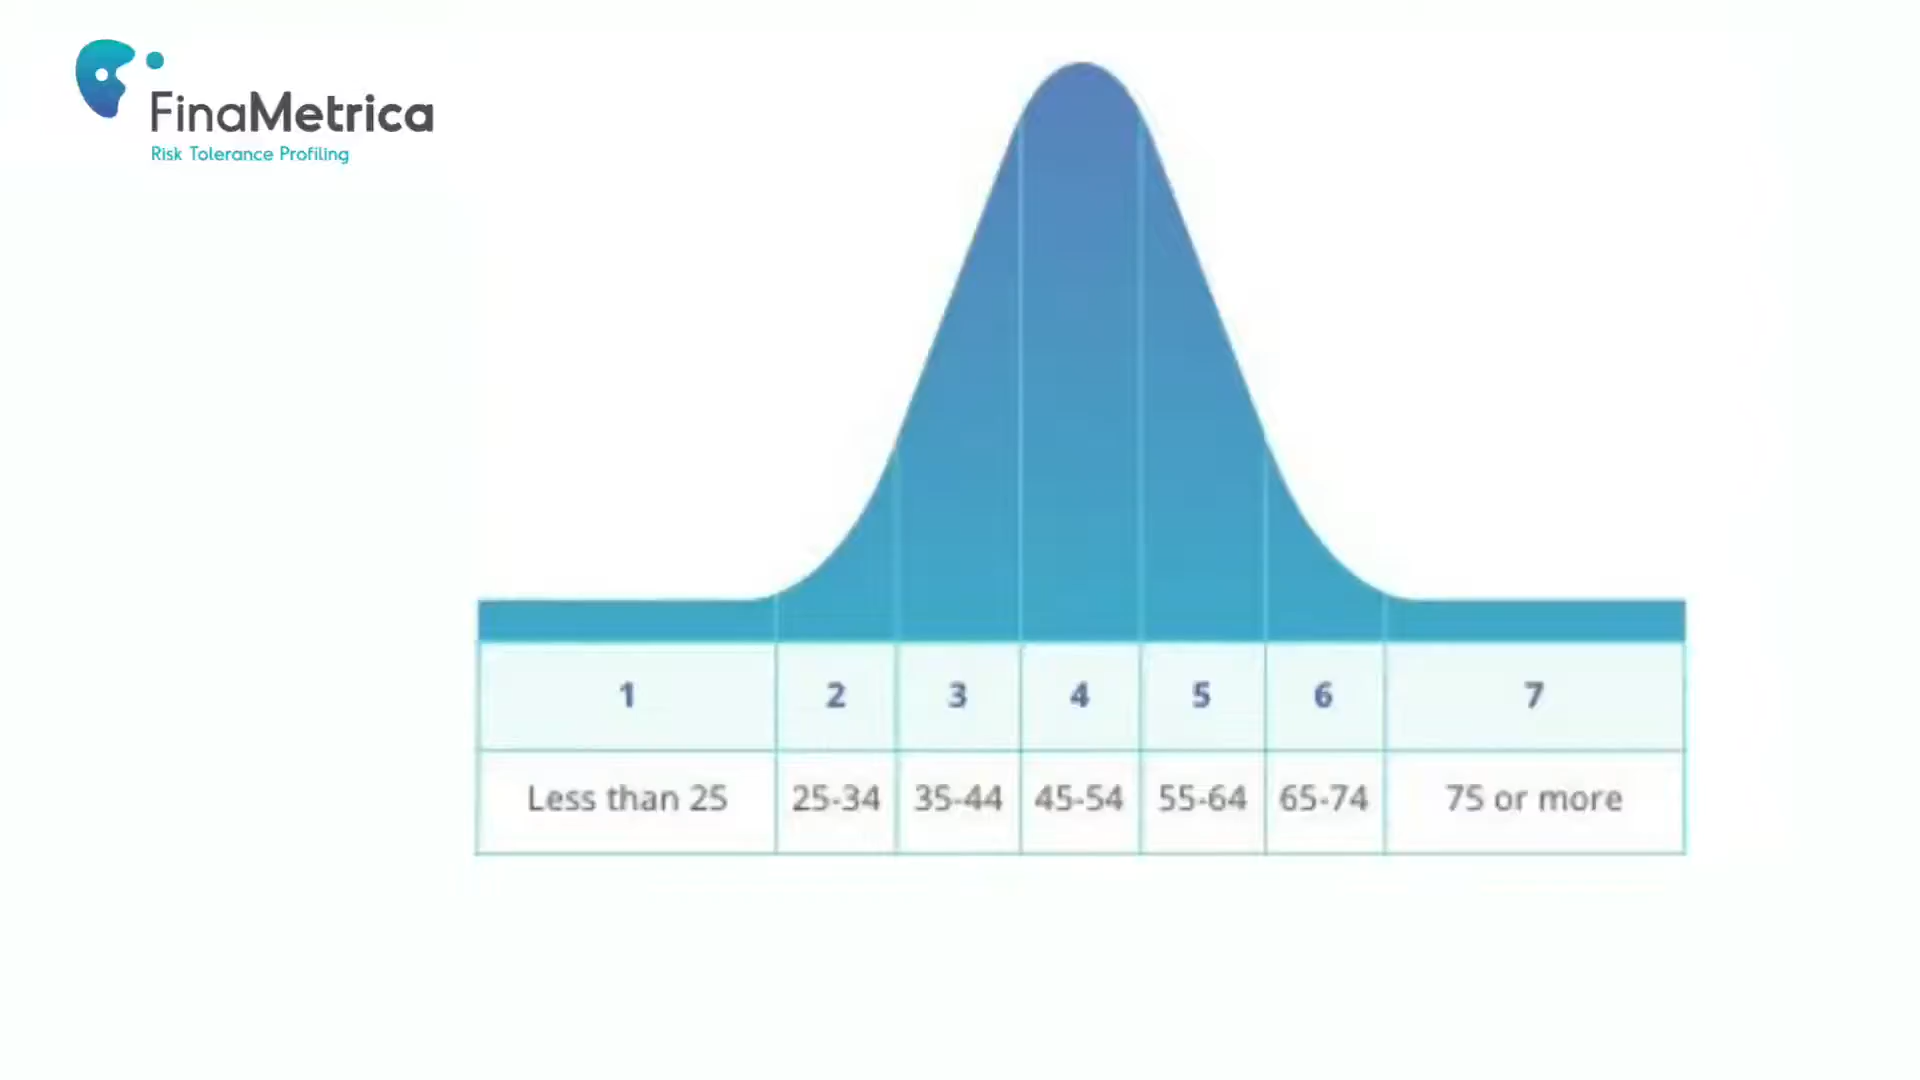 FinaMetrica
Risk Tolerance Profiling
1 2 3 4 5 6 7
Less than 25 25-34 35-44 45-54 55-64 65-74 75 or more